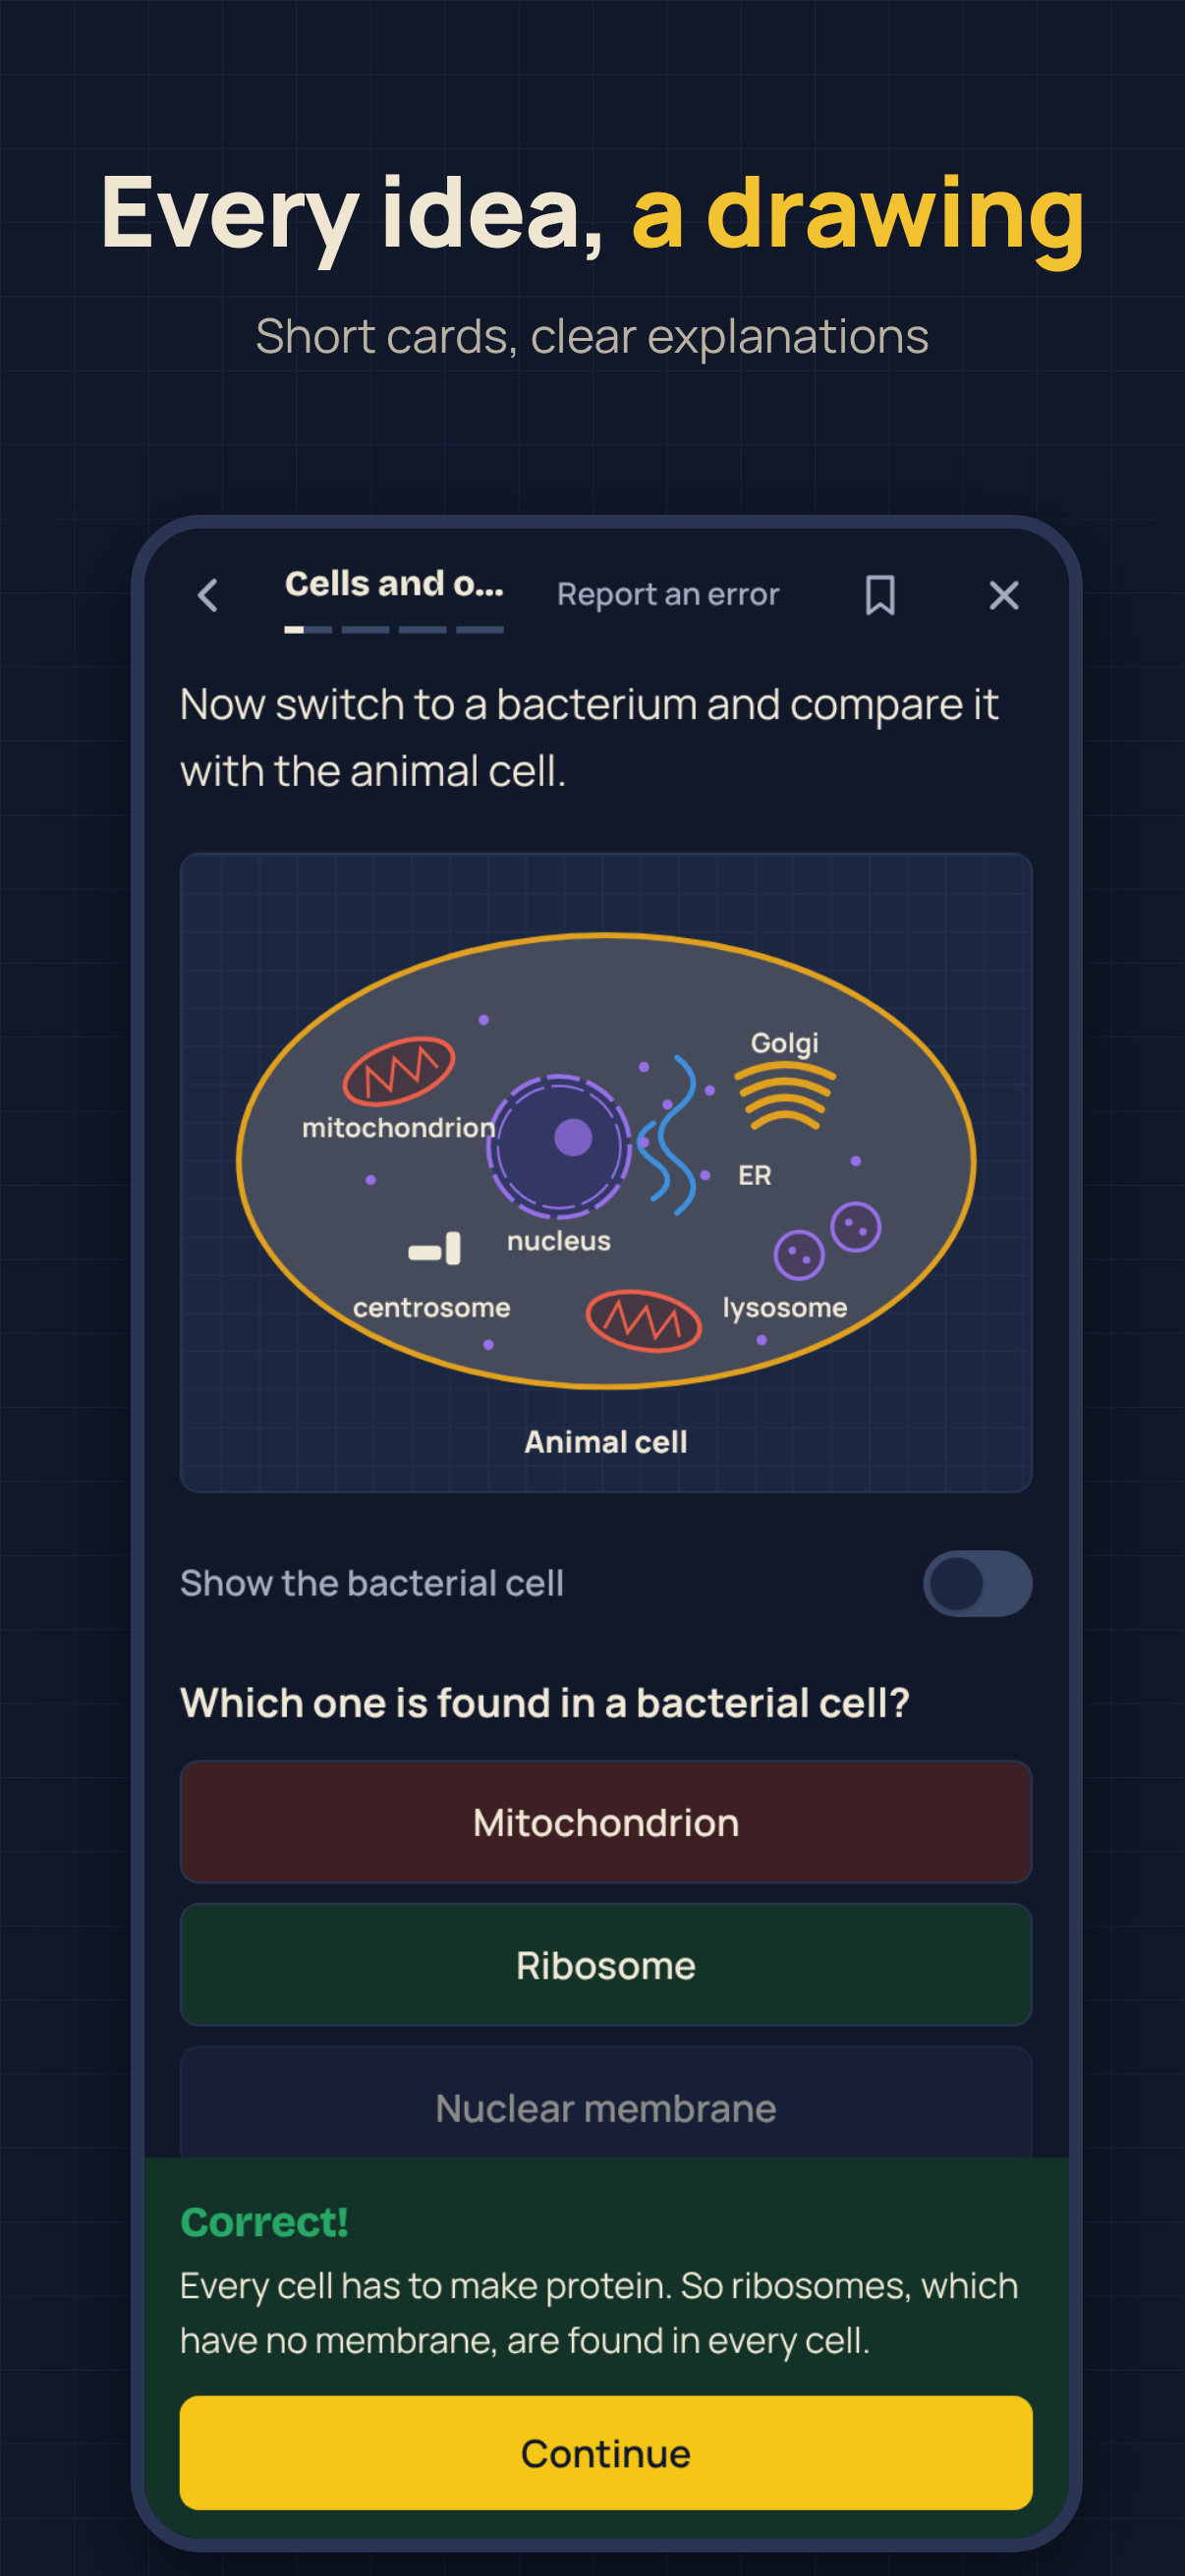 Every idea, a drawing
Short cards, clear explanations
Cells and o...
Report an error
Now switch to a bacterium and compare it
with the animal cell.
Golgi
mitochondrion
ER
nucleus
centrosome
lysosome
Animal cell
Show the bacterial cell
Which one is found in a bacterial cell?
Mitochondrion
Ribosome
Nuclear membrane
Correct!
Every cell has to make protein. So ribosomes, which
have no membrane, are found in every cell.
Continue